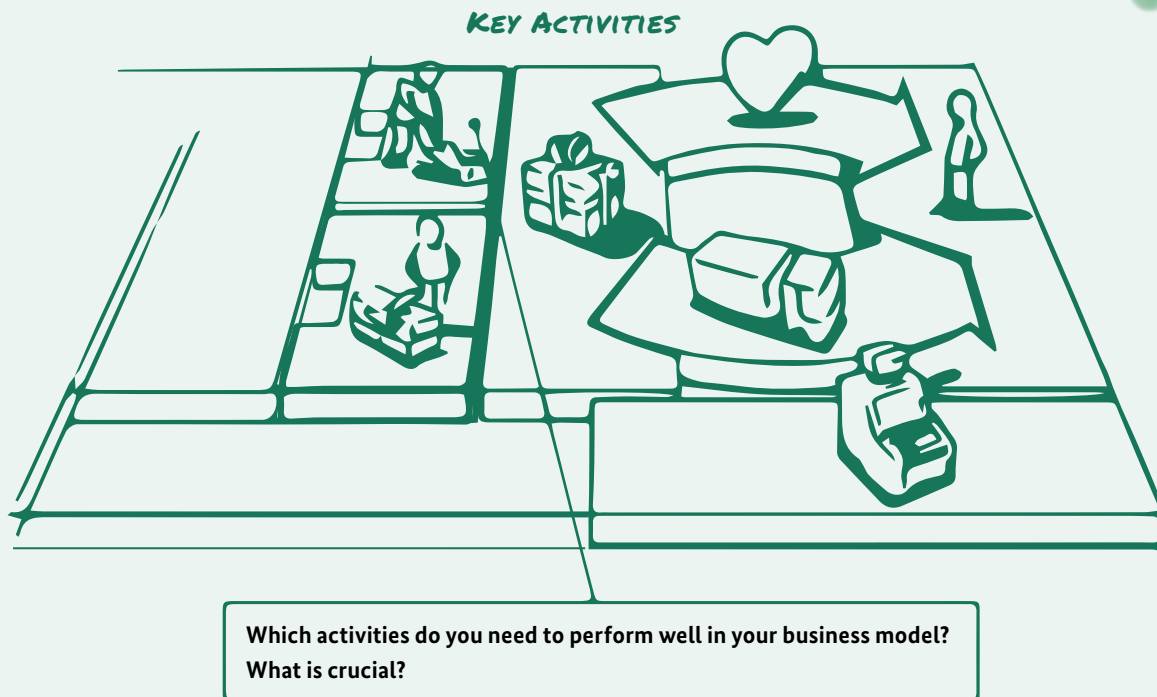 KEY ACTIVITIES
Which activities do you need to perform well in your business model?
What is crucial?